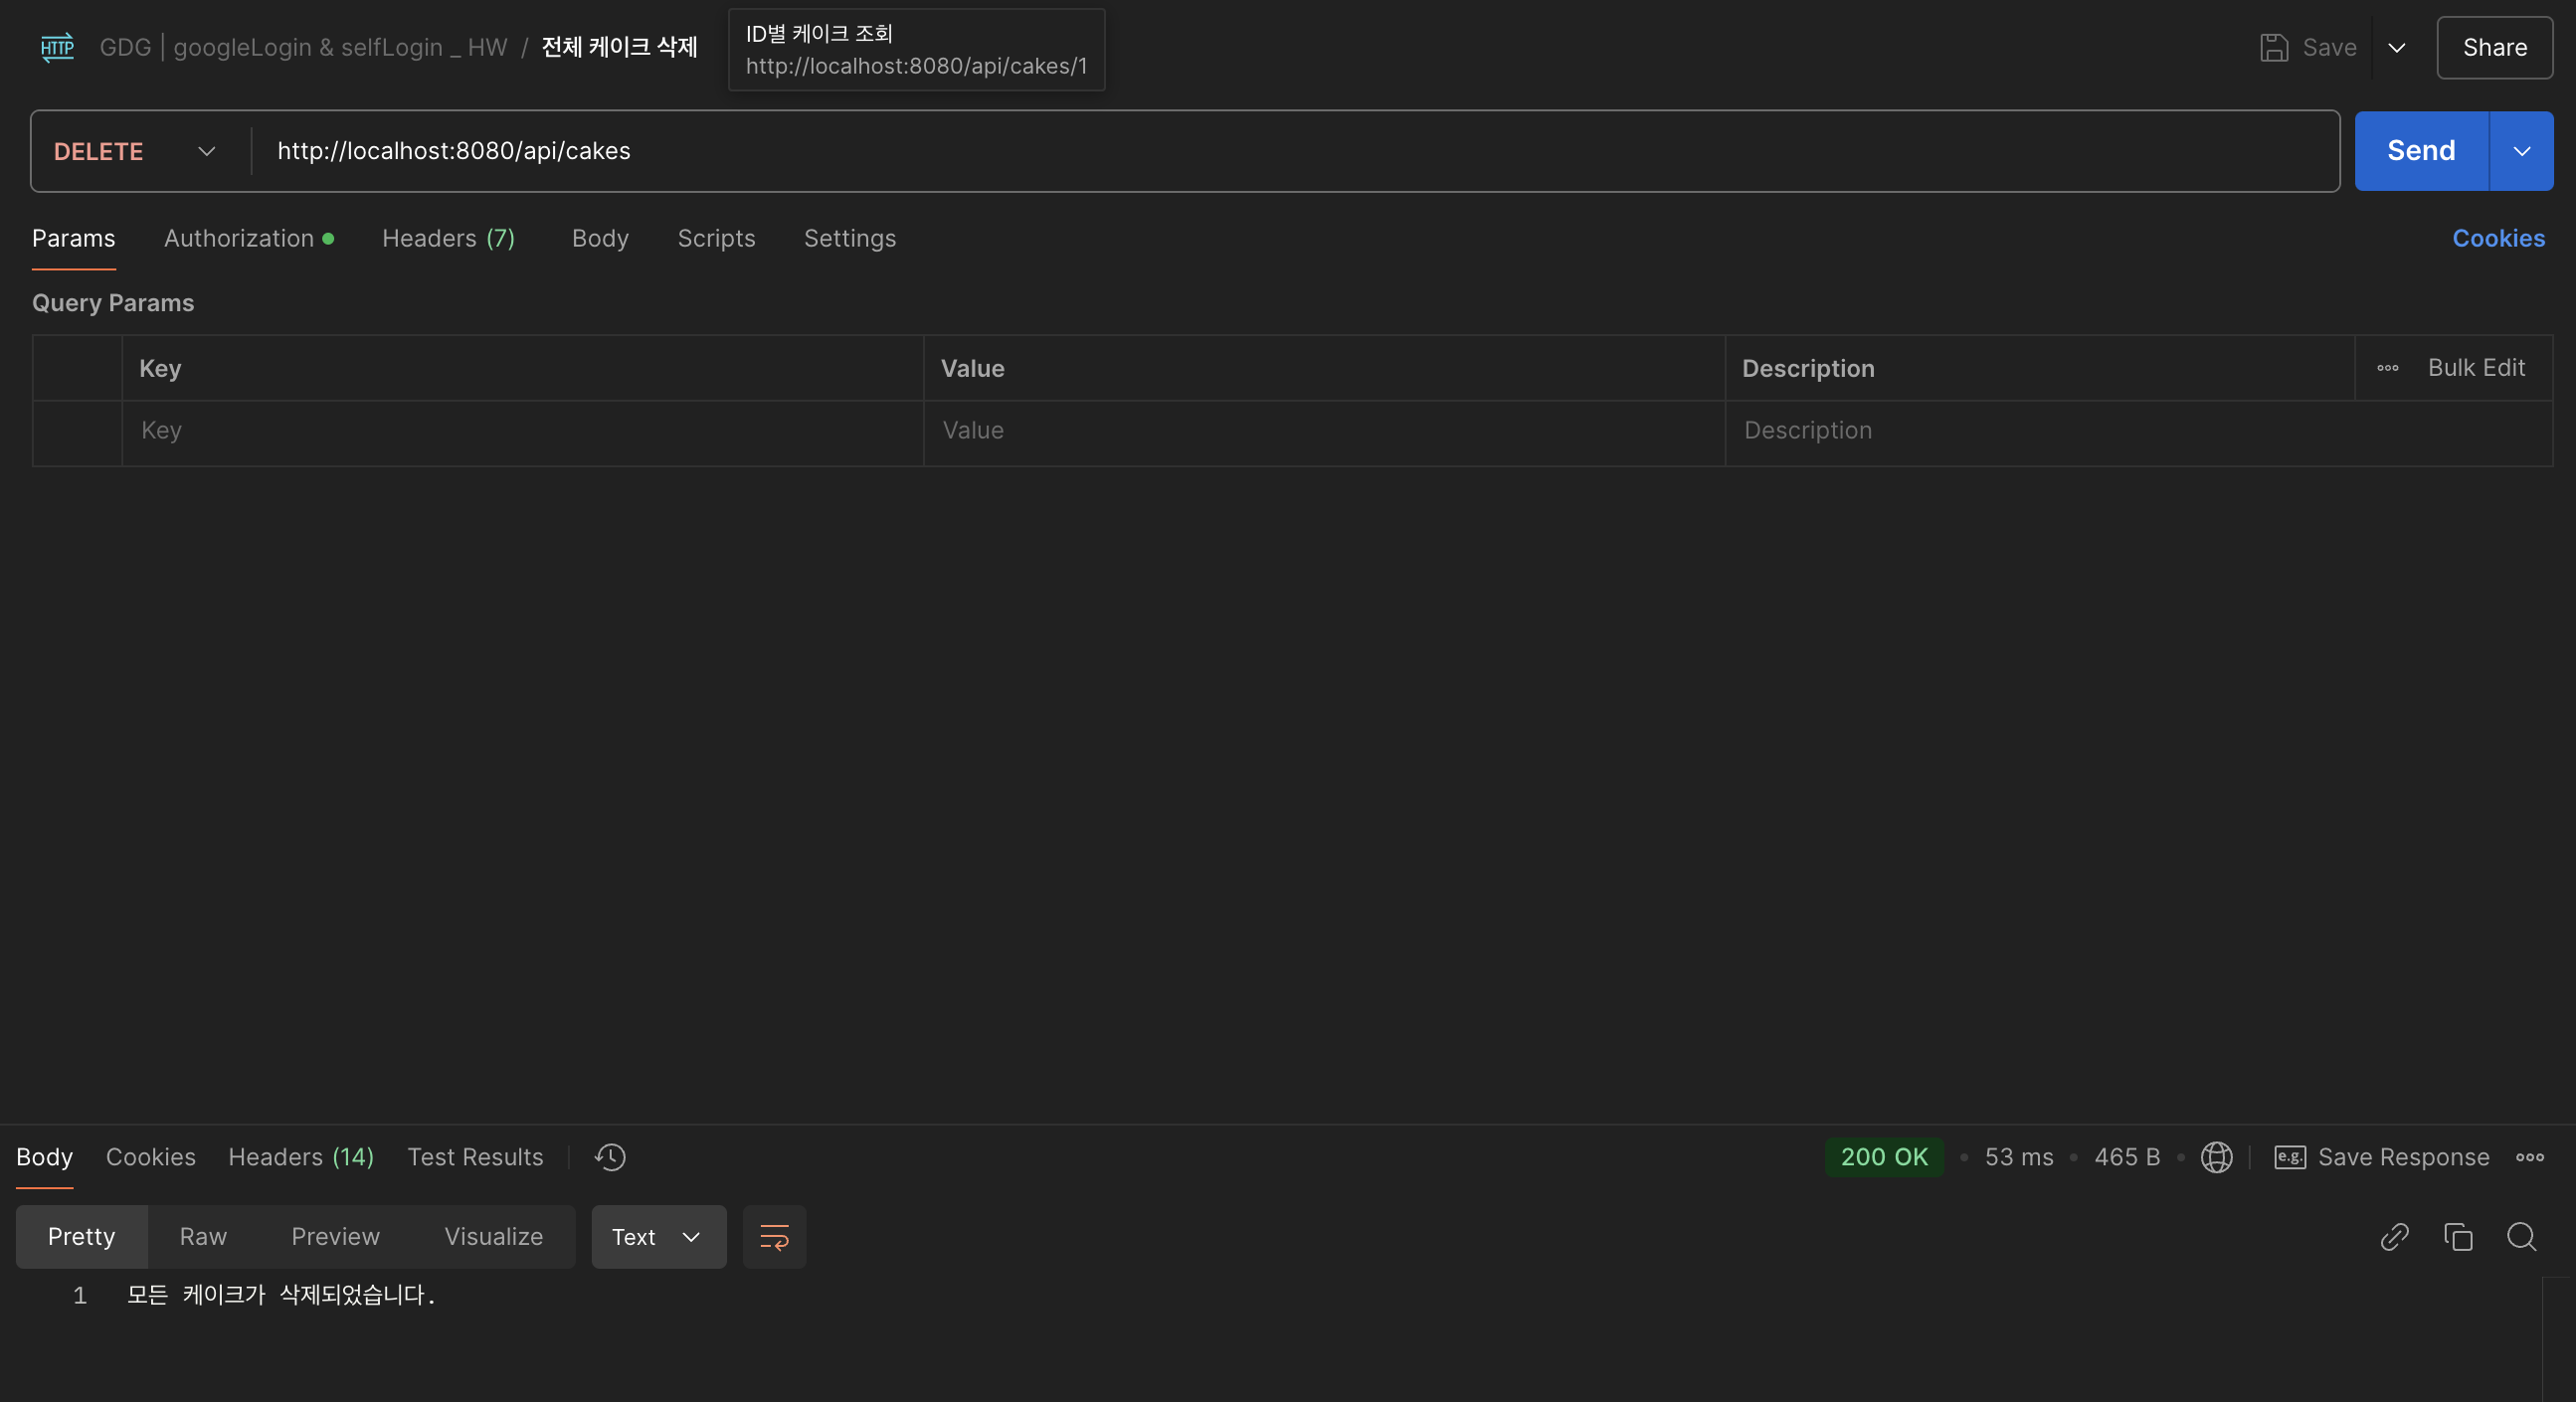 HTTP GDG | googleLogin & selfLogin _ HW / 전체 케이크 삭제
ID별 케이크 조회
http://localhost:8080/api/cakes/1
Save
Share
DELETE http://localhost:8080/api/cakes Send
Params Authorization Headers (7) Body Scripts Settings Cookies
Query Params
Key Value Description Bulk Edit
Key Value Description
Body Cookies Headers (14) Test Results 200 OK 53 ms 465 B e.g. Save Response
Pretty Raw Preview Visualize Text
1 모든 케이크가 삭제되었습니다.